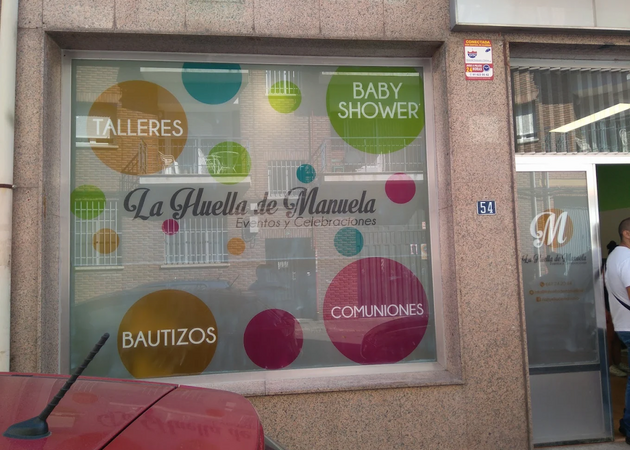 TALLERES
BABY
SHOWER
La Huella de Manuela
Eventos y Celebraciones
BAUTIZOS
COMUNIONES
54
M
La Huella de Manuela